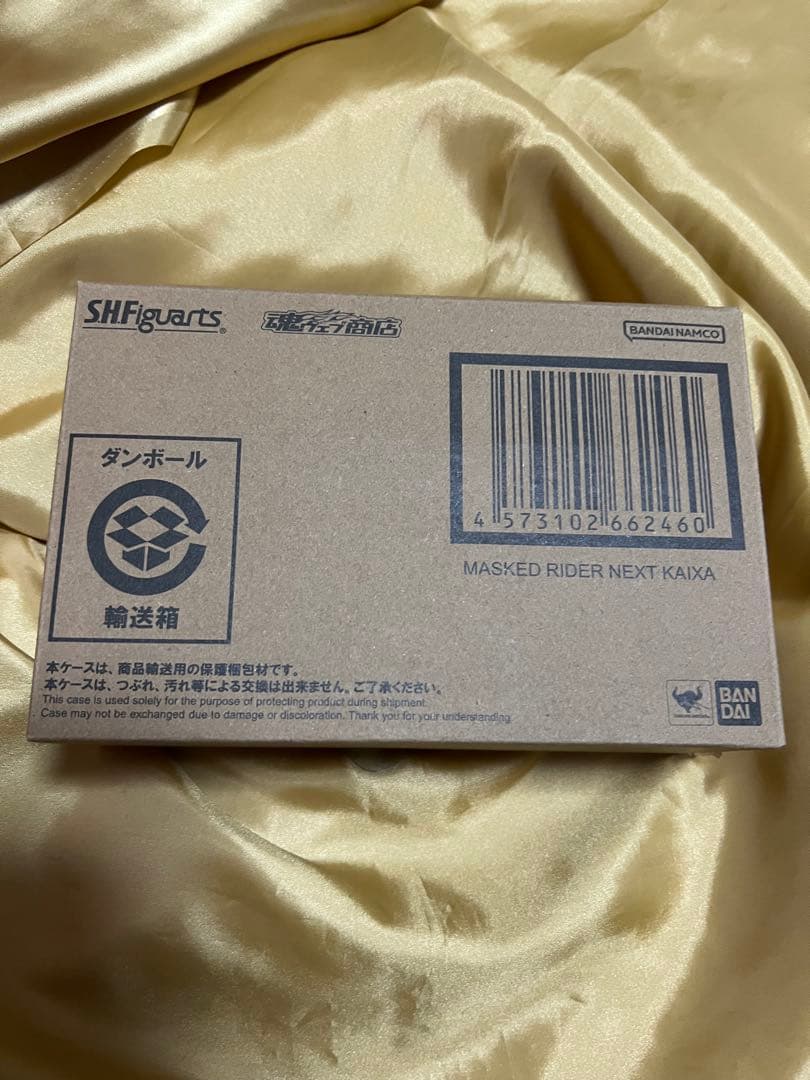 S.H.Figuarts®
魂ウェブ商店
BANDAI NAMCO
ダンボール
輸送箱
4 573102 662460
MASKED RIDER NEXT KAIXA
本ケースは、商品輸送用の保護梱包材です。
本ケースは、つぶれ、汚れ等による交換は出来ません。ご了承ください。
This case is used solely for the purpose of protecting product during shipment.
Case may not be exchanged due to damage or discoloration. Thank you for your understanding.
BAN
DAI